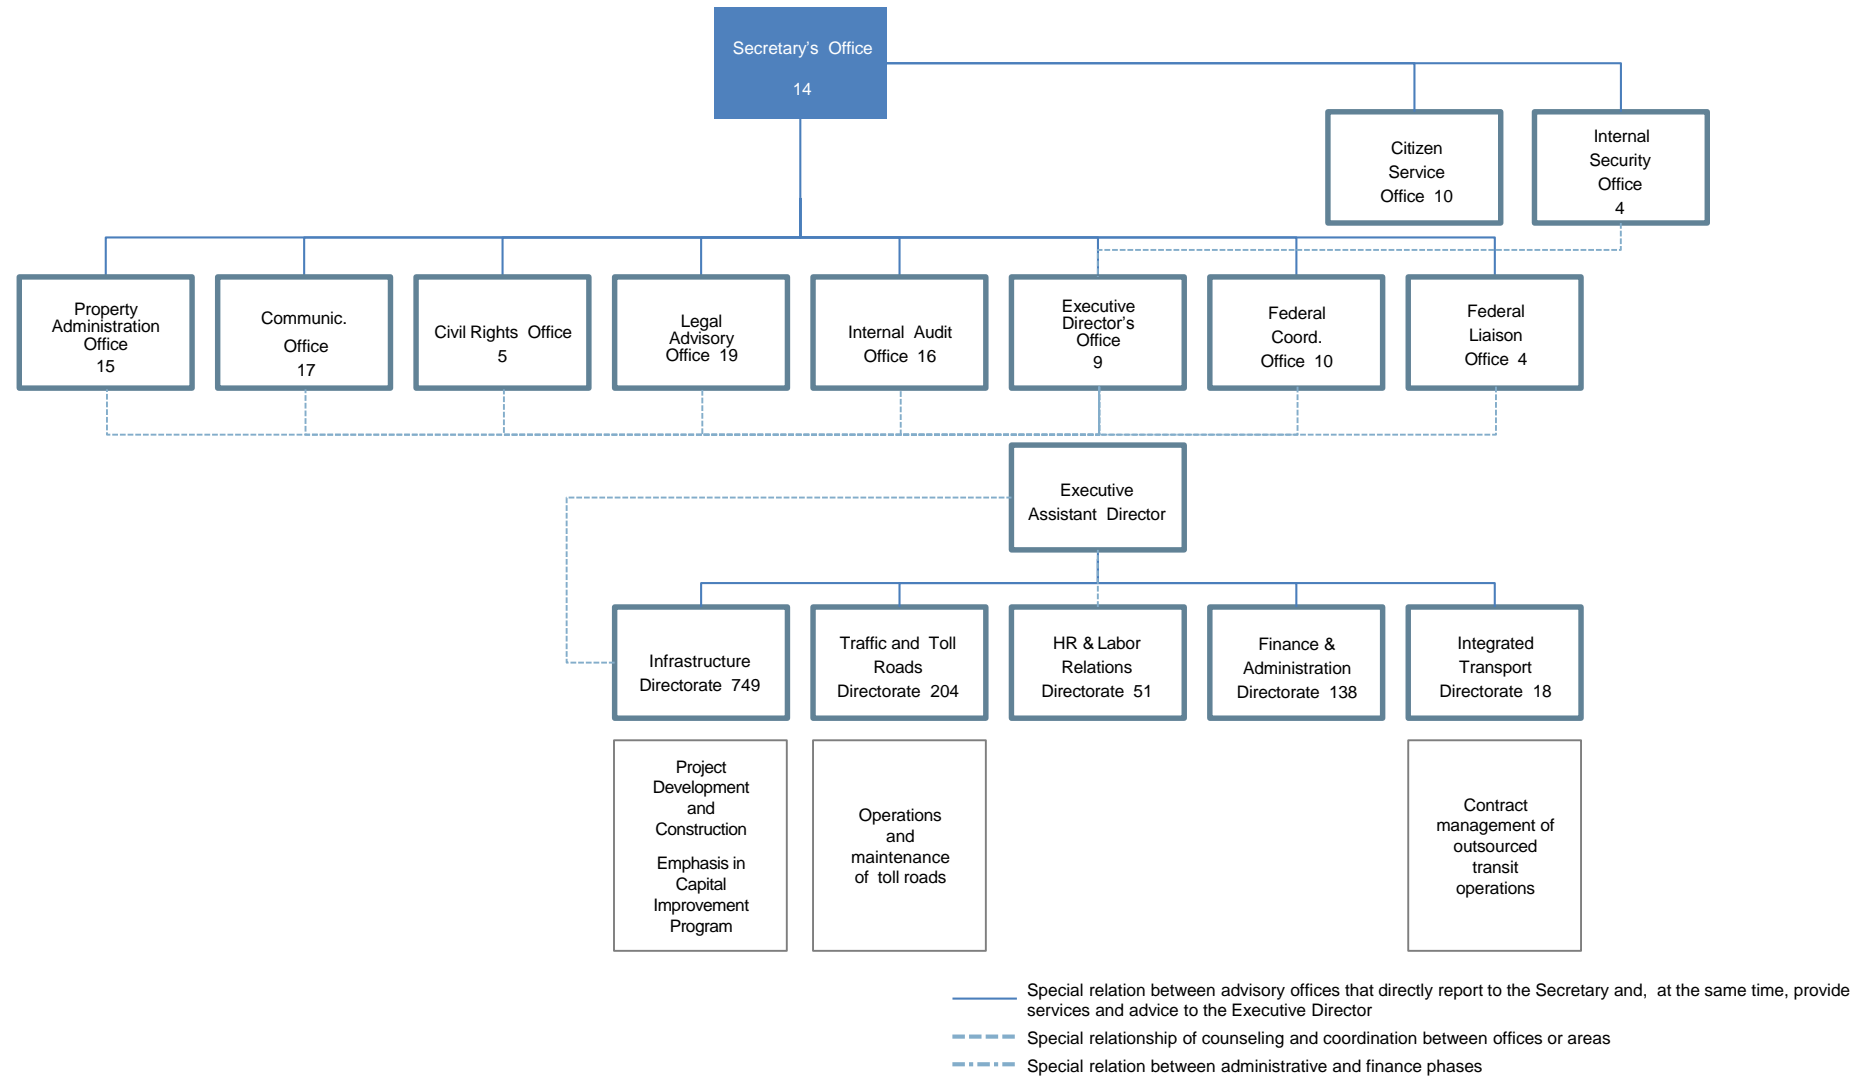 Secretary's Office
14
Citizen
Service
Office 10
Internal
Security
Office
4
Property
Administration
Office
15
Communic.
Office
17
Civil Rights Office
5
Legal
Advisory
Office 19
Internal Audit
Office 16
Executive
Director's
Office
9
Federal
Coord.
Office 10
Federal
Liaison
Office 4
Executive
Assistant Director
Infrastructure
Directorate 749
Traffic and Toll
Roads
Directorate 204
HR & Labor
Relations
Directorate 51
Finance &
Administration
Directorate 138
Integrated
Transport
Directorate 18
Project
Development
and
Construction
Emphasis in
Capital
Improvement
Program
Operations
and
maintenance
of toll roads
Contract
management of
outsourced
transit
operations
Special relation between advisory offices that directly report to the Secretary and, at the same time, provide
services and advice to the Executive Director
Special relationship of counseling and coordination between offices or areas
Special relation between administrative and finance phases